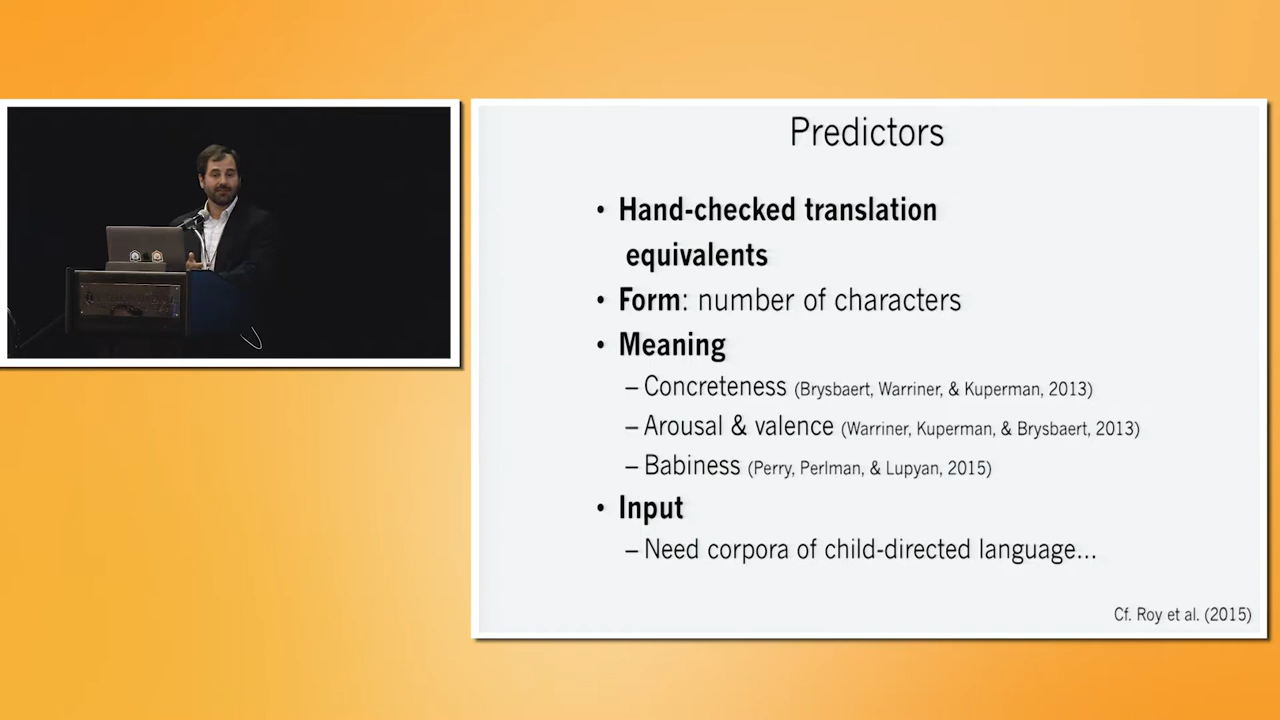 Predictors
• Hand-checked translation
equivalents
• Form: number of characters
• Meaning
– Concreteness (Brysbaert, Warriner, & Kuperman, 2013)
– Arousal & valence (Warriner, Kuperman, & Brysbaert, 2013)
– Babiness (Perry, Perlman, & Lupyan, 2015)
• Input
– Need corpora of child-directed language...
Cf. Roy et al. (2015)